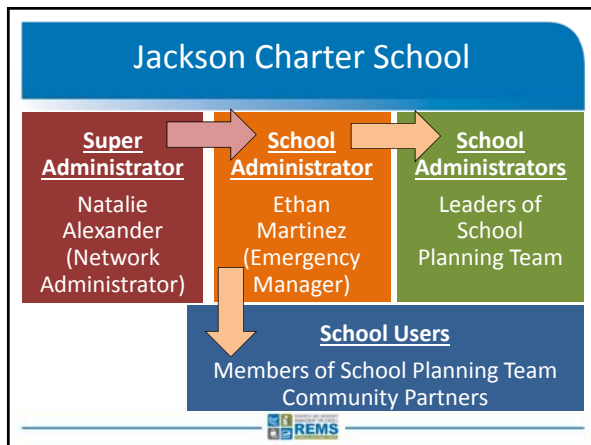 Jackson Charter School
Super
Administrator
Natalie
Alexander
(Network
Administrator)
School
Administrator
Ethan
Martinez
(Emergency
Manager)
School
Administrators
Leaders of
School
Planning Team
School Users
Members of School Planning Team
Community Partners
REMS